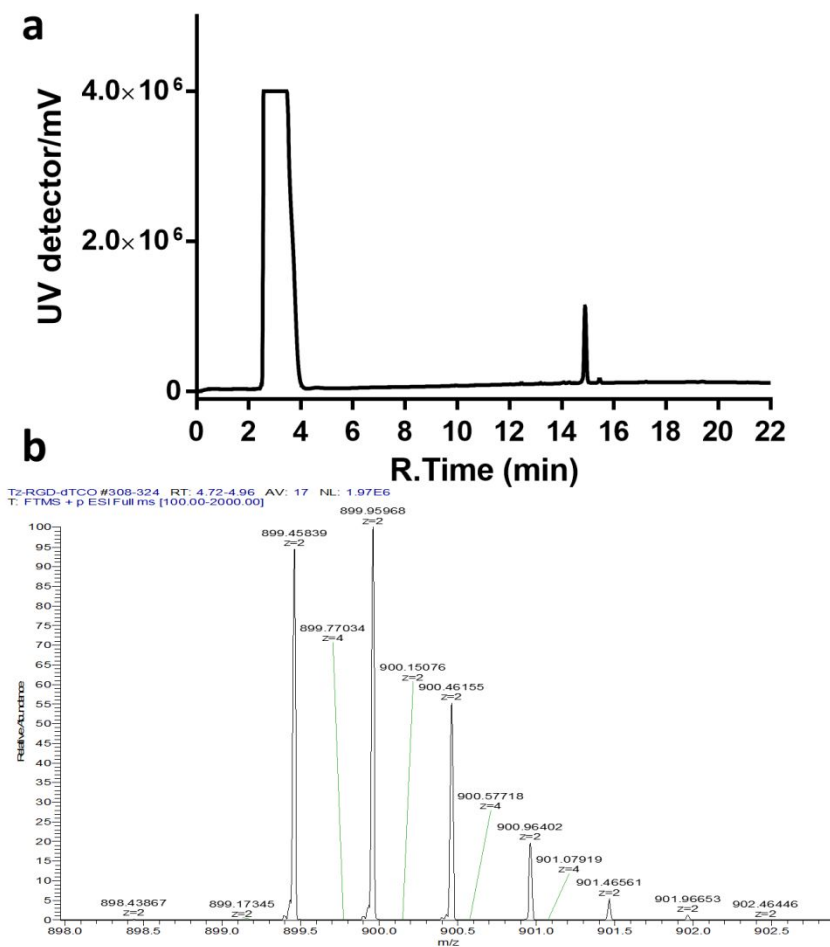 a
UV detector/mV
4.0×10⁶
2.0×10⁶
0
0 2 4 6 8 10 12 14 16 18 20 22
R.Time (min)
b
Tz-RGD-dTCO #308-324 RT: 4.72-4.96 AV: 17 NL: 1.97E6
T: FTMS + p ESI Full ms [100.00-2000.00]
Relative Abundance
100
95
90
85
80
75
70
65
60
55
50
45
40
35
30
25
20
15
10
5
0
899.95968
z=2
899.45839
z=2
899.77034
z=4
900.15076
z=2
900.46155
z=2
900.57718
z=4
900.96402
z=2
901.07919
z=4
901.46561
z=2
898.43867
z=2
899.17345
z=2
901.96653
z=2
902.46446
z=2
898.0 898.5 899.0 899.5 900.0 900.5 901.0 901.5 902.0 902.5
m/z